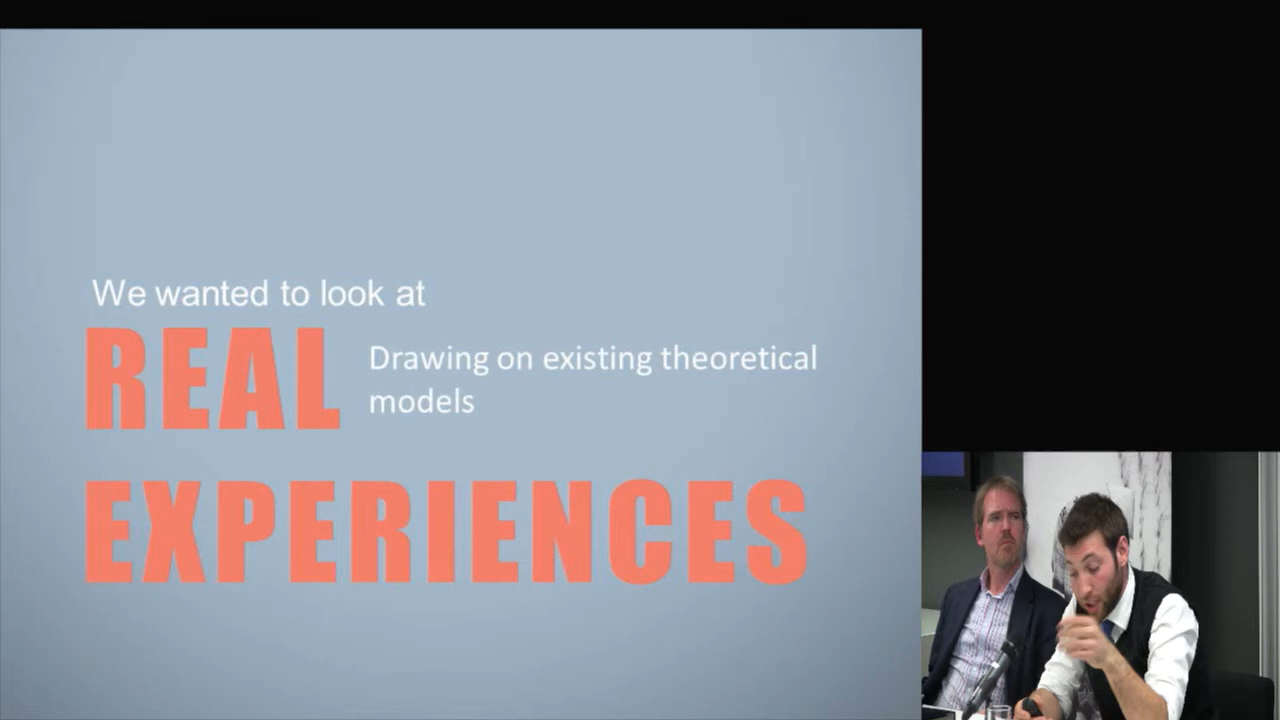 We wanted to look at
REAL
Drawing on existing theoretical
models
EXPERIENCES